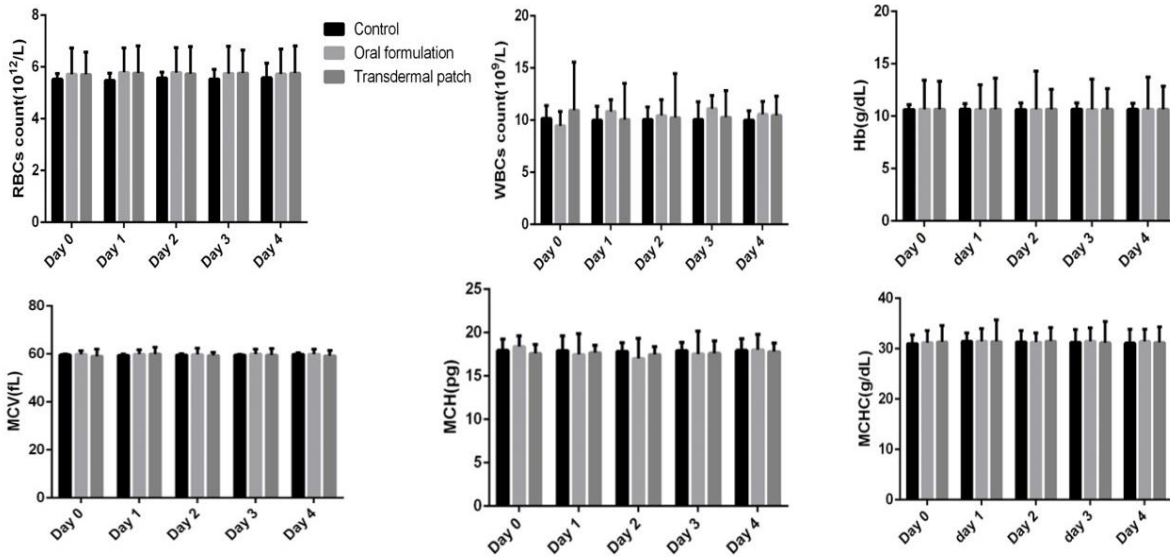 RBCs count(10¹²/L)
8
6
4
2
0
Day 0
Day 1
Day 2
Day 3
Day 4
Control
Oral formulation
Transdermal patch
WBCs count(10⁹/L)
20
15
10
5
0
Day 0
Day 1
Day 2
Day 3
Day 4
Hb(g/dL)
20
15
10
5
0
Day 0
day 1
Day 2
Day 3
Day 4
MCV(fL)
80
60
40
20
0
Day 0
Day 1
Day 2
Day 3
Day 4
MCH(pg)
25
20
15
10
5
0
Day 0
Day 1
Day 2
Day 3
Day 4
MCHC(g/dL)
40
30
20
10
0
Day 0
day 1
Day 2
day 3
Day 4